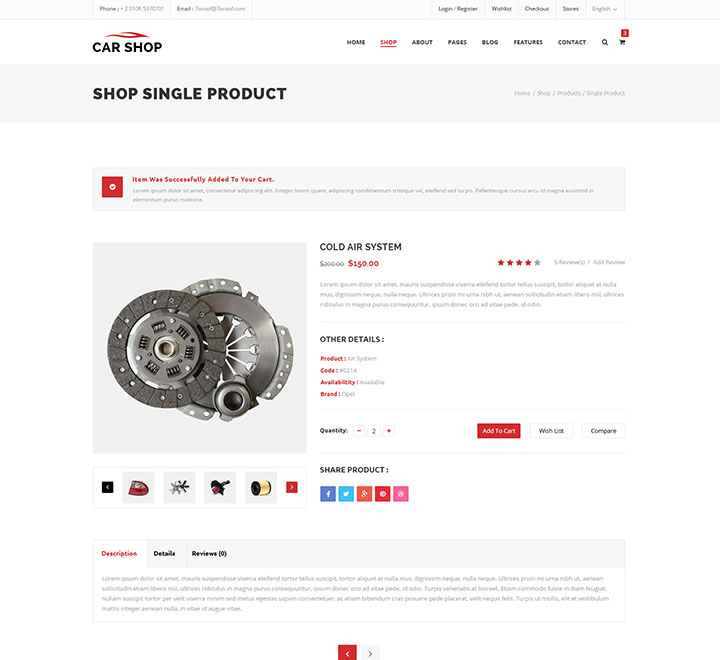 Phone : + 2 0106 5370701 Email : 7oroof@7oroof.com Login / Register Wishlist Checkout Stores English
CAR SHOP
HOME SHOP ABOUT PAGES BLOG FEATURES CONTACT 3
SHOP SINGLE PRODUCT
Home / Shop / Products / Single Product
Item Was Successfully Added To Your Cart.
Lorem ipsum dolor sit amet, consectetur adipiscing elit. Integer lorem quam, adipiscing condimentum tristique vel, eleifend sed turpis. Pellentesque cursus arcu id magna euismod in
elementum purus molestie.
COLD AIR SYSTEM
$200.00 $150.00 5 Review(s) / Add Review
Lorem ipsum dolor sit amet, mauris suspendisse viverra eleifend tortor tellus suscipit, tortor aliquet at nulla
mus, dignissim neque, nulla neque. Ultrices proin mi urna nibh ut, aenean sollicitudin etiam libero nisl, ultrices
ridiculus in magna purus consequuntur, ipsum donec orci ad vitae pede, id odio.
OTHER DETAILS :
Product : Air System
Code : #0214
Availabitity : Available
Brand : Opel
Quantity: 2 Add To Cart Wish List Compare
SHARE PRODUCT :
Description Details Reviews (0)
Lorem ipsum dolor sit amet, mauris suspendisse viverra eleifend tortor tellus suscipit, tortor aliquet at nulla mus, dignissim neque, nulla neque. Ultrices proin mi urna nibh ut, aenean
sollicitudin etiam libero nisl, ultrices ridiculus in magna purus consequuntur, ipsum donec orci ad vitae pede, id odio. Turpis venenatis at laoreet. Etiam commodo fusce in diam feugiat,
nullam suscipit tortor per velit viverra minim sed metus egestas sapien consectetuer, ac etiam bibendum cras posuere pede placerat, velit neque felis. Turpis ut mollis, elit et vestibulum
mattis integer aenean nulla, in vitae id augue vitae.